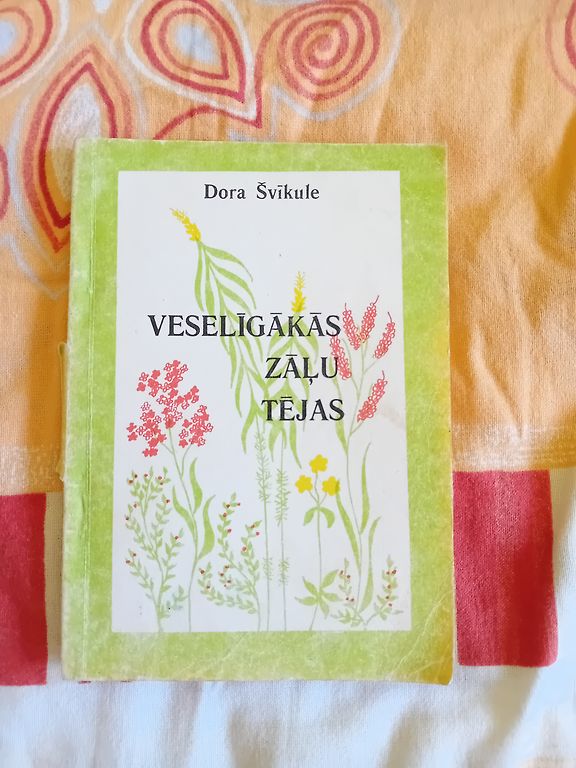 Dora Švīkule
VESELĪGĀKĀS
ZĀĻU
TĒJAS